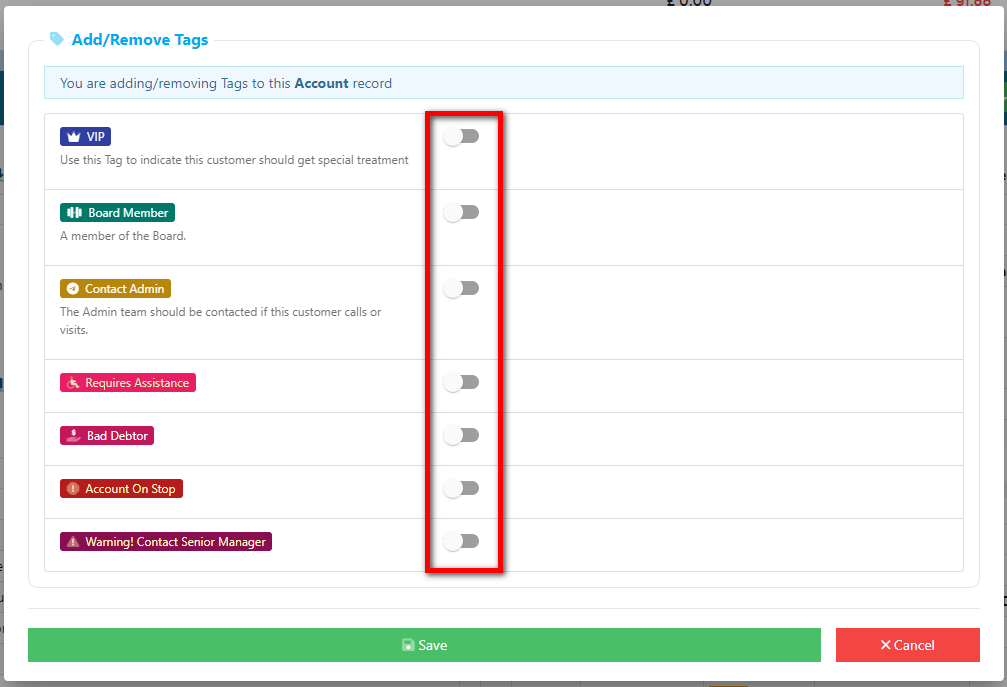 £ 0.00
£ 91.66
Add/Remove Tags
You are adding/removing Tags to this Account record
VIP
Use this Tag to indicate this customer should get special treatment
Board Member
A member of the Board.
Contact Admin
The Admin team should be contacted if this customer calls or
visits.
Requires Assistance
Bad Debtor
Account On Stop
Warning! Contact Senior Manager
Save
Cancel